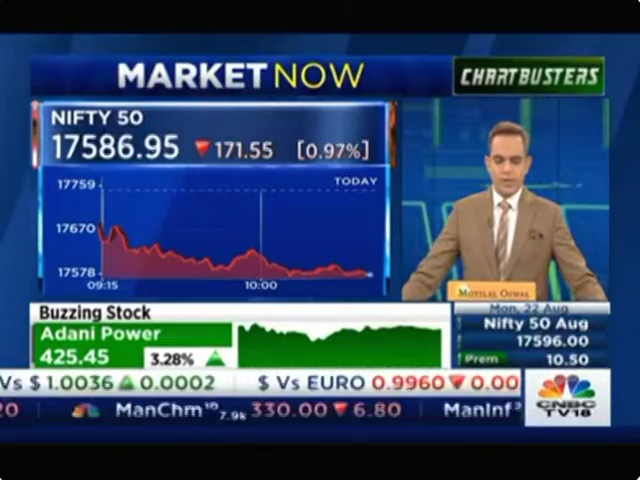 MARKET NOW
CHARTBUSTERS
NIFTY 50
17586.95 ▼ 171.55 [0.97%]
TODAY
17759
17670
17578
09:15 10:00
MOTILAL OSWAL
Buzzing Stock
Adani Power
425.45 3.28% ▲
Mon, 22 Aug
Nifty 50 Aug
17596.00
Prem 10.50
Vs $ 1.0036 ▲ 0.0002 $ Vs EURO 0.9960 ▼ 0.00
20 ManChm 7.9k 330.00 ▼ 6.80 ManInf
CNBC
TV18